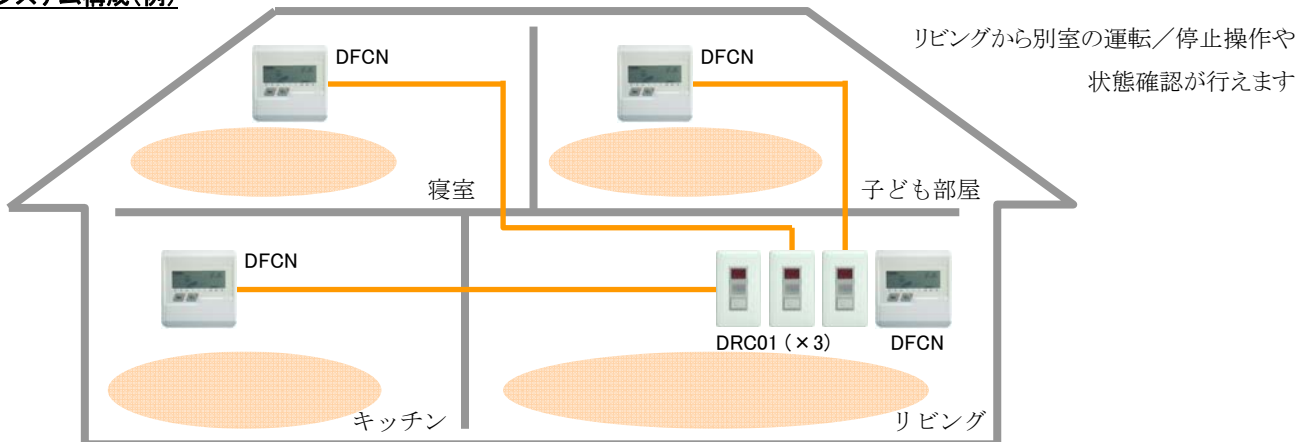 システム構成(例)
リビングから別室の運転／停止操作や
状態確認が行えます
DFCN
DFCN
寝室
子ども部屋
DFCN
DRC01(×3)
DFCN
キッチン
リビング